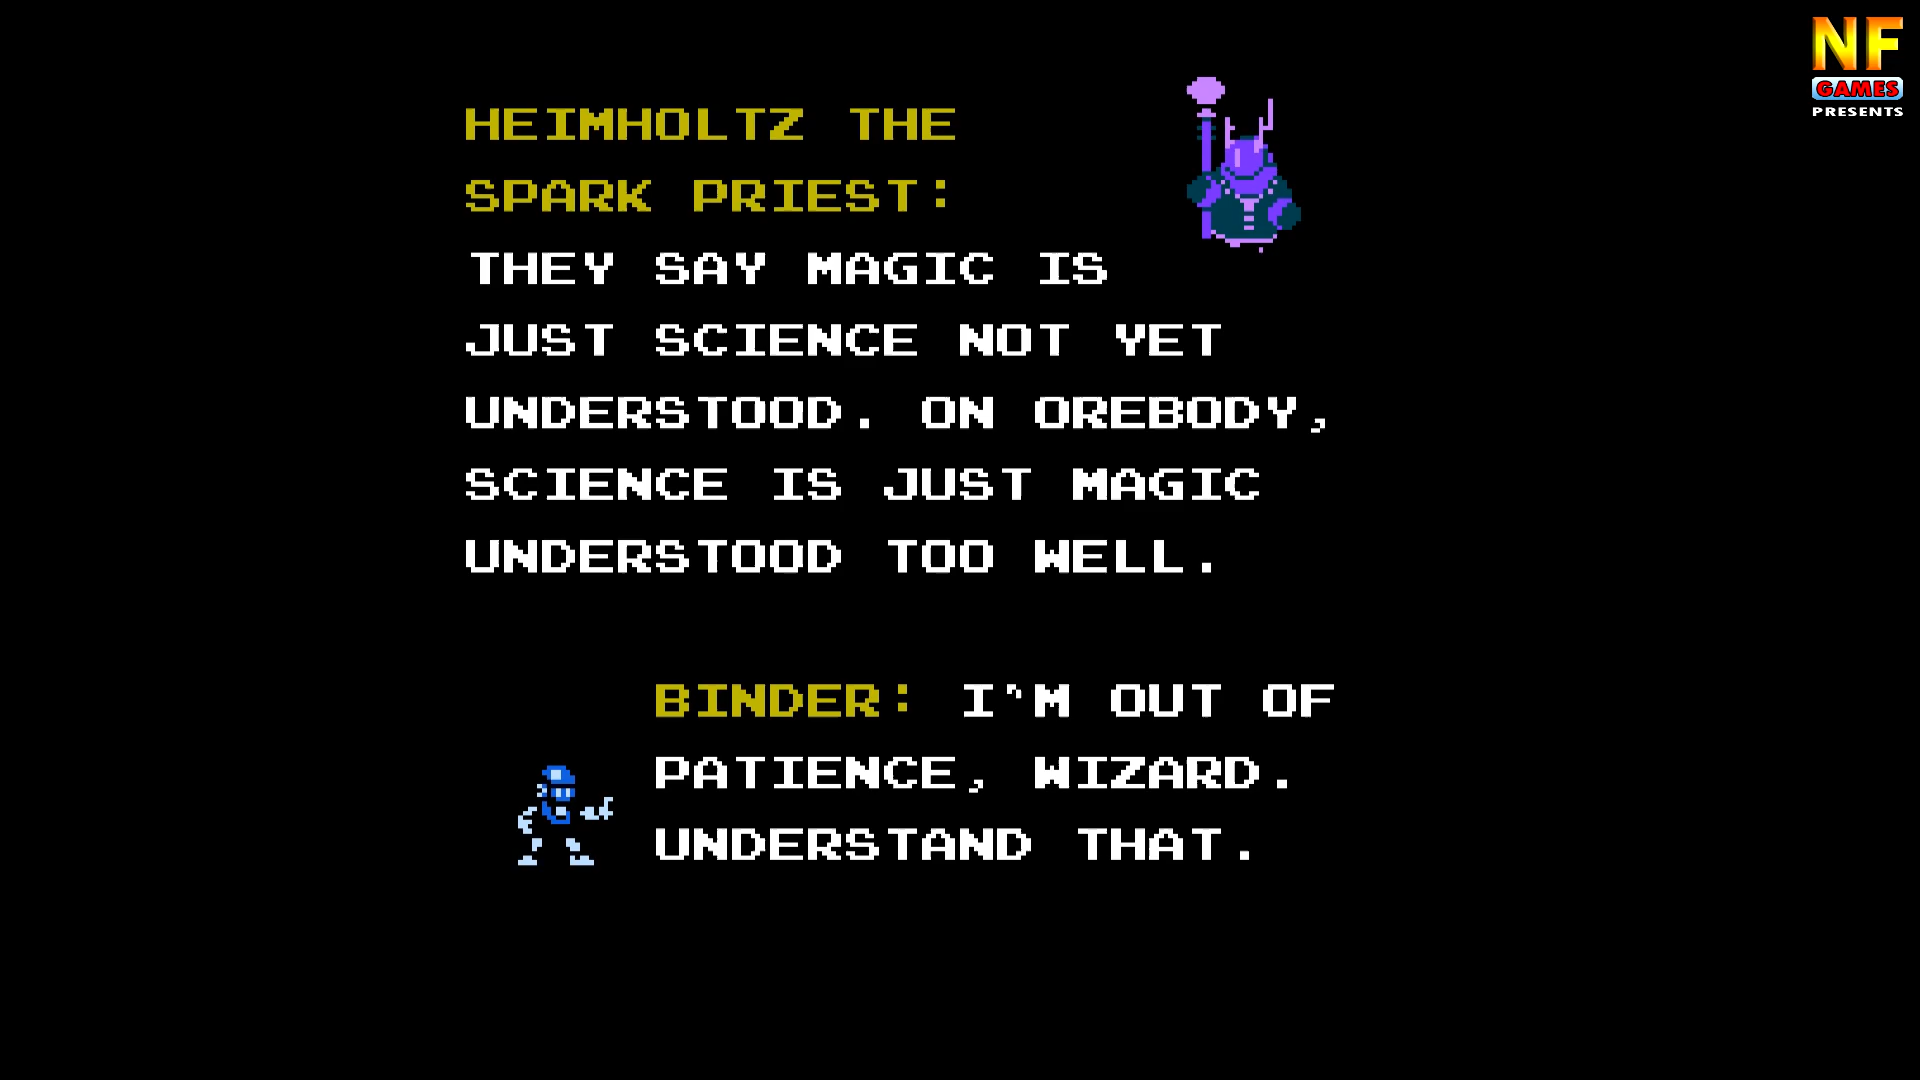 NF
GAMES
PRESENTS
HEIMHOLTZ THE
SPARK PRIEST:
THEY SAY MAGIC IS
JUST SCIENCE NOT YET
UNDERSTOOD. ON OREBODY,
SCIENCE IS JUST MAGIC
UNDERSTOOD TOO WELL.
BINDER: I'M OUT OF
PATIENCE, WIZARD.
UNDERSTAND THAT.